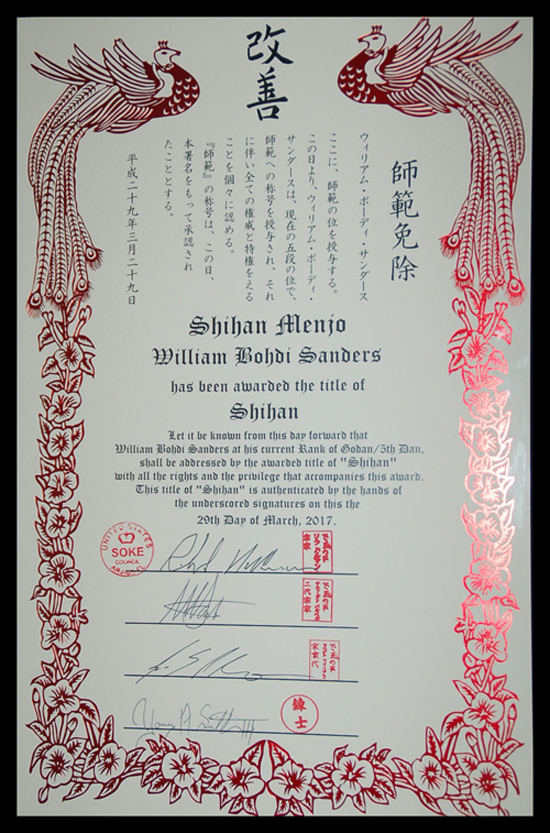 改善
師範免除
ウィリアム・ボーディ・サンダース
ここに、師範の位を授与する。
この日より、ウィリアム・ボーディ・
サンダースは、現在の五段の位で、
師範への称号を授与され、それ
に伴い全ての権威と特権をえる
ことを個々に認める。
『師範』の称号は、この日、
本署名をもって承認され
たこととする。
平成二十九年三月二十九日
Shihan Menjo
William Bohdi Sanders
has been awarded the title of
Shihan
Let it be known from this day forward that
William Bohdi Sanders at his current Rank of Godan/5th Dan,
shall be addressed by the awarded title of "Shihan"
with all the rights and the privilege that accompanies this award.
This title of "Shihan" is authenticated by the hands of
the underscored signatures on this the
29th Day of March, 2017.
UNITED STATES
SOKE
COUNCIL
宗家
二代宗家
宗家代
錬士